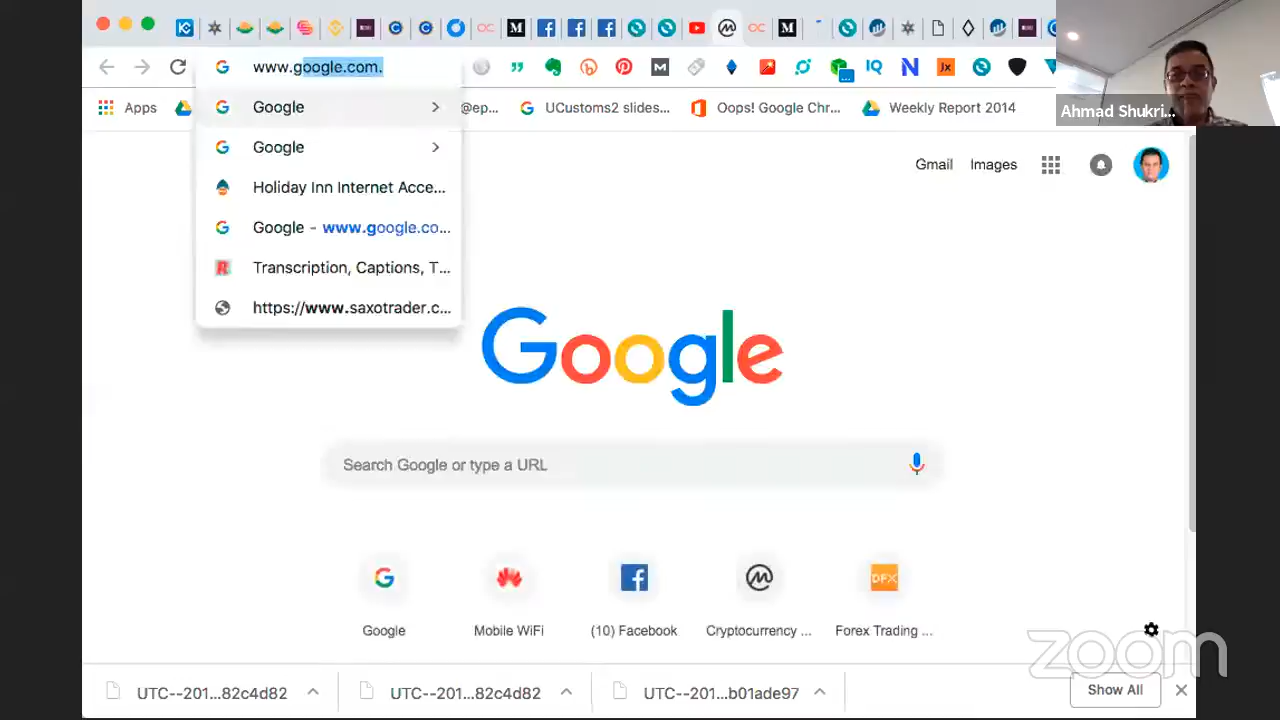 www.google.com.
Google
Google
Holiday Inn Internet Acce...
Google - www.google.co...
Transcription, Captions, T...
https://www.saxotrader.c...
Apps
@ep...
UCustoms2 slides...
Oops! Google Chr...
Weekly Report 2014
Ahmad Shukri...
Gmail
Images
Google
Search Google or type a URL
Google
Mobile WiFi
(10) Facebook
Cryptocurrency ...
Forex Trading ...
DFX
zoom
UTC--201...82c4d82
UTC--201...82c4d82
UTC--201...b01ade97
Show All